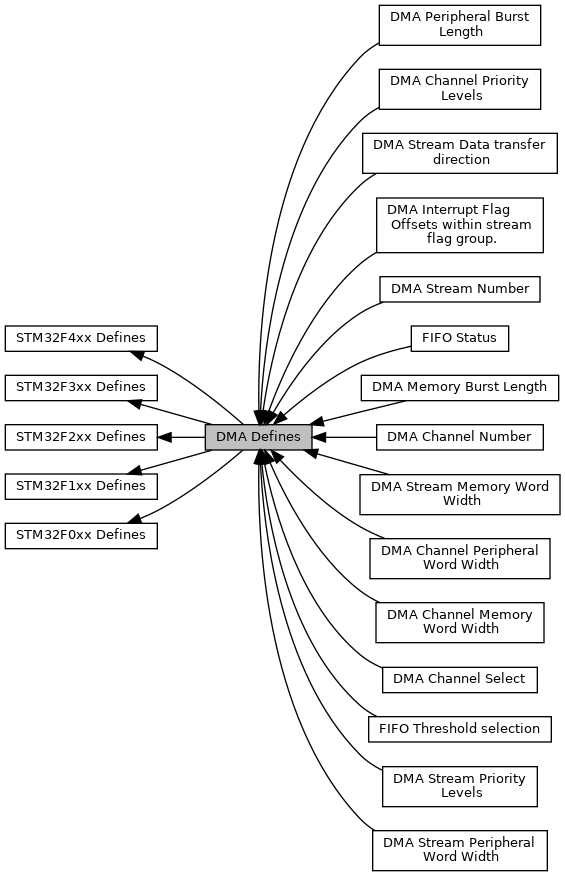 DMA Peripheral Burst
Length
DMA Channel Priority
Levels
DMA Stream Data transfer
direction
DMA Interrupt Flag
Offsets within stream
flag group.
DMA Stream Number
FIFO Status
DMA Memory Burst Length
DMA Channel Number
DMA Stream Memory Word
Width
DMA Channel Peripheral
Word Width
DMA Channel Memory
Word Width
DMA Channel Select
FIFO Threshold selection
DMA Stream Priority
Levels
DMA Stream Peripheral
Word Width
DMA Defines
STM32F4xx Defines
STM32F3xx Defines
STM32F2xx Defines
STM32F1xx Defines
STM32F0xx Defines